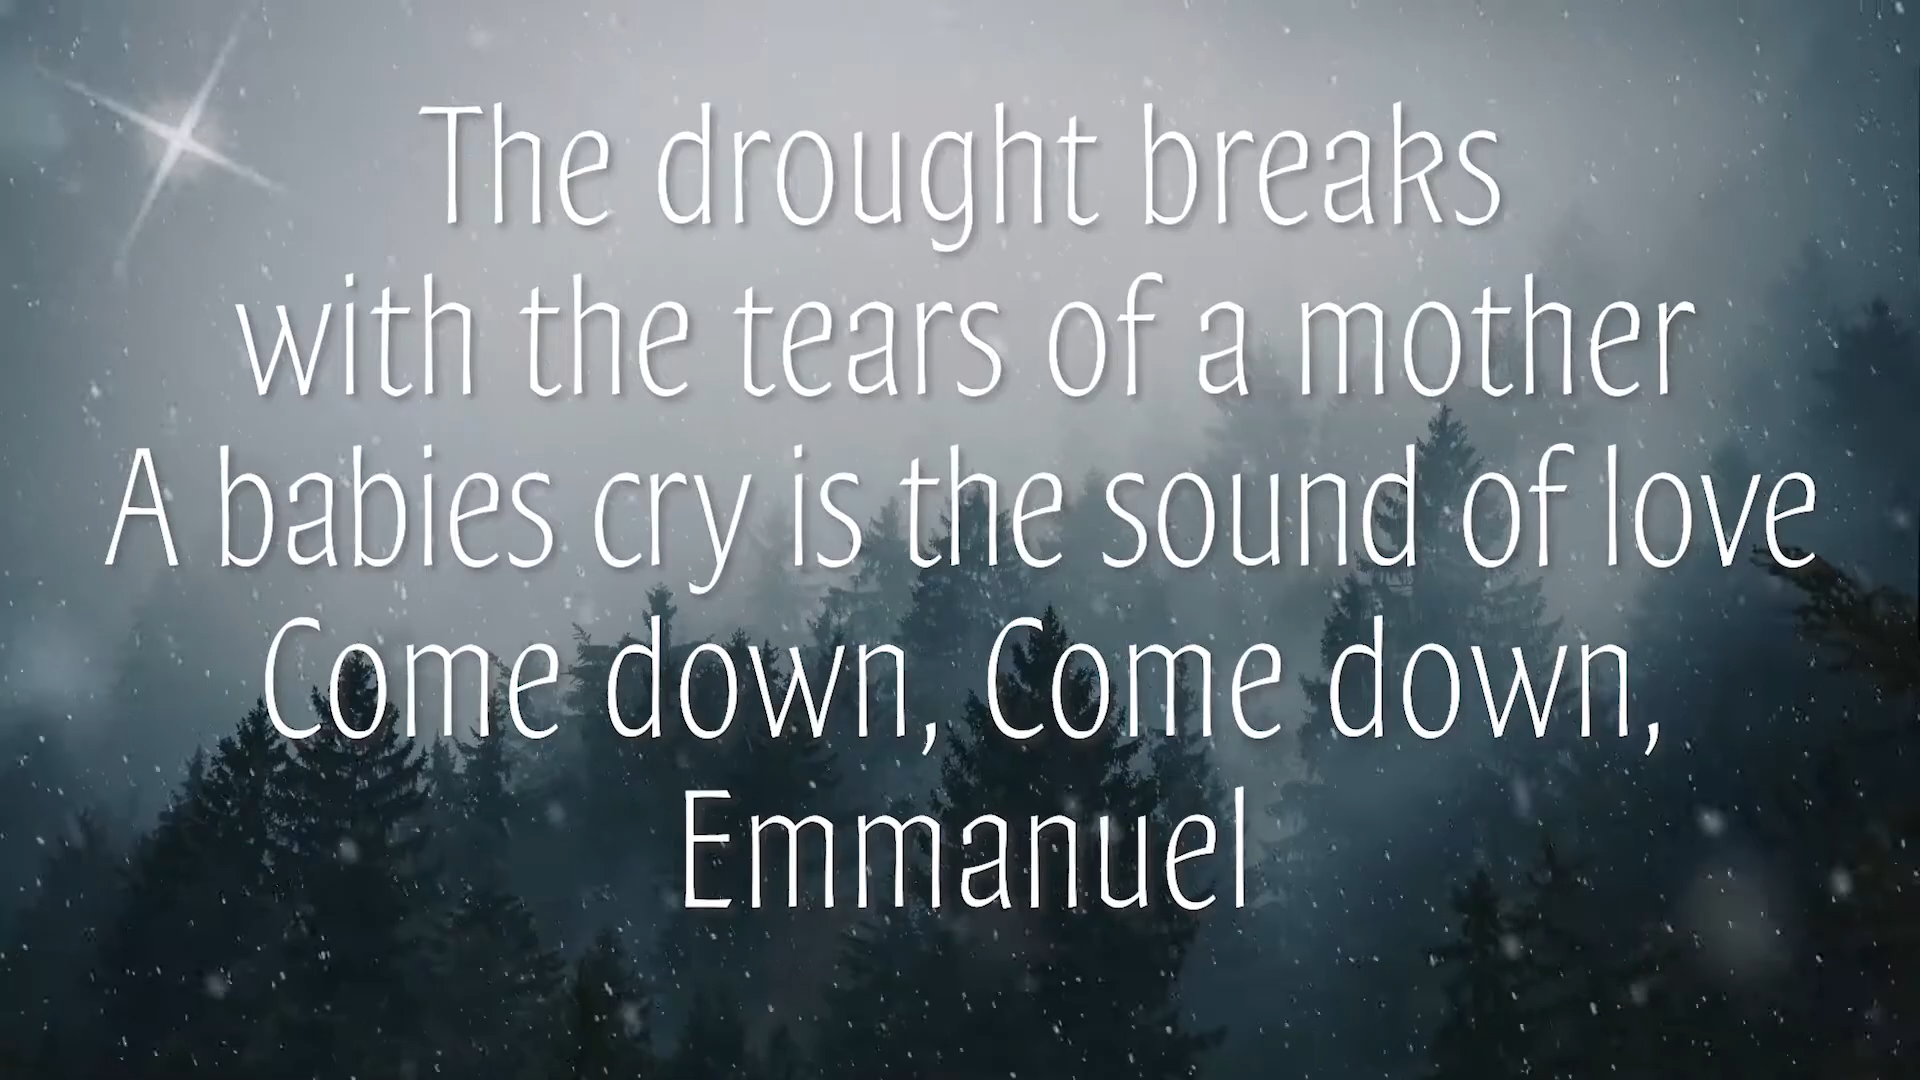 The drought breaks
with the tears of a mother
A babies cry is the sound of love
Come down, Come down,
Emmanuel